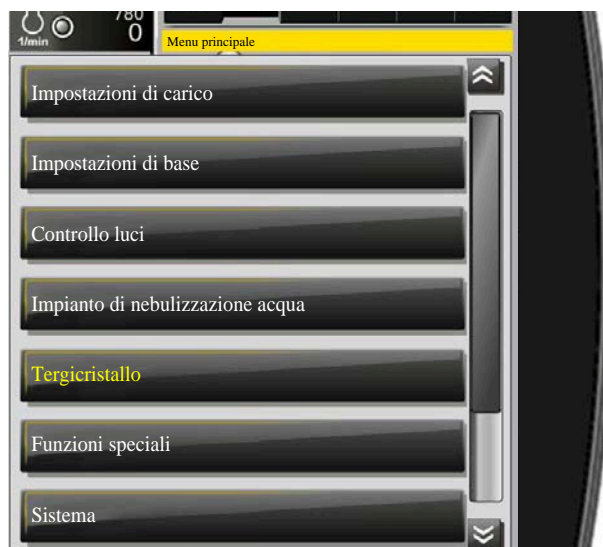 780
1/min
0
Menu principale
Impostazioni di carico
Impostazioni di base
Controllo luci
Impianto di nebulizzazione acqua
Tergicristallo
Funzioni speciali
Sistema